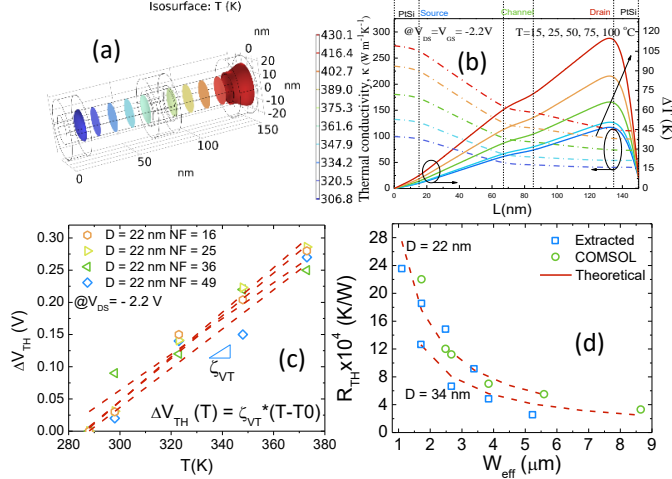 Isosurface: T (K)
(a)
nm
0
20
10
0
-10
-20
150
100
nm
50
0
430.1
416.4
402.7
389.0
375.3
361.6
347.9
334.2
320.5
306.8
PtSi
Source
Channel
Drain
PtSi
@V_DS=V_GS= -2.2V
T=15, 25, 50, 75, 100 °C
(b)
Thermal conductivity, κ (W m⁻¹K⁻¹)
350
300
250
200
150
100
50
0
ΔT (K)
120
105
90
75
60
45
30
15
0
0 20 40 60 80 100 120 140
L(nm)
D = 22 nm NF = 16
D = 22 nm NF = 25
D = 22 nm NF = 36
D = 22 nm NF = 49
@V_DS= - 2.2 V
ΔV_TH (V)
0.30
0.25
0.20
0.15
0.10
0.05
0.00
(c)
ζ_VT
ΔV_TH (T) = ζ_VT*(T-T0)
280 300 320 340 360 380
T(K)
R_TH×10⁴ (K/W)
28
24
20
16
12
8
4
0
D = 22 nm
Extracted
COMSOL
Theoretical
(d)
D = 34 nm
1 2 3 4 5 6 7 8 9
W_eff (μm)